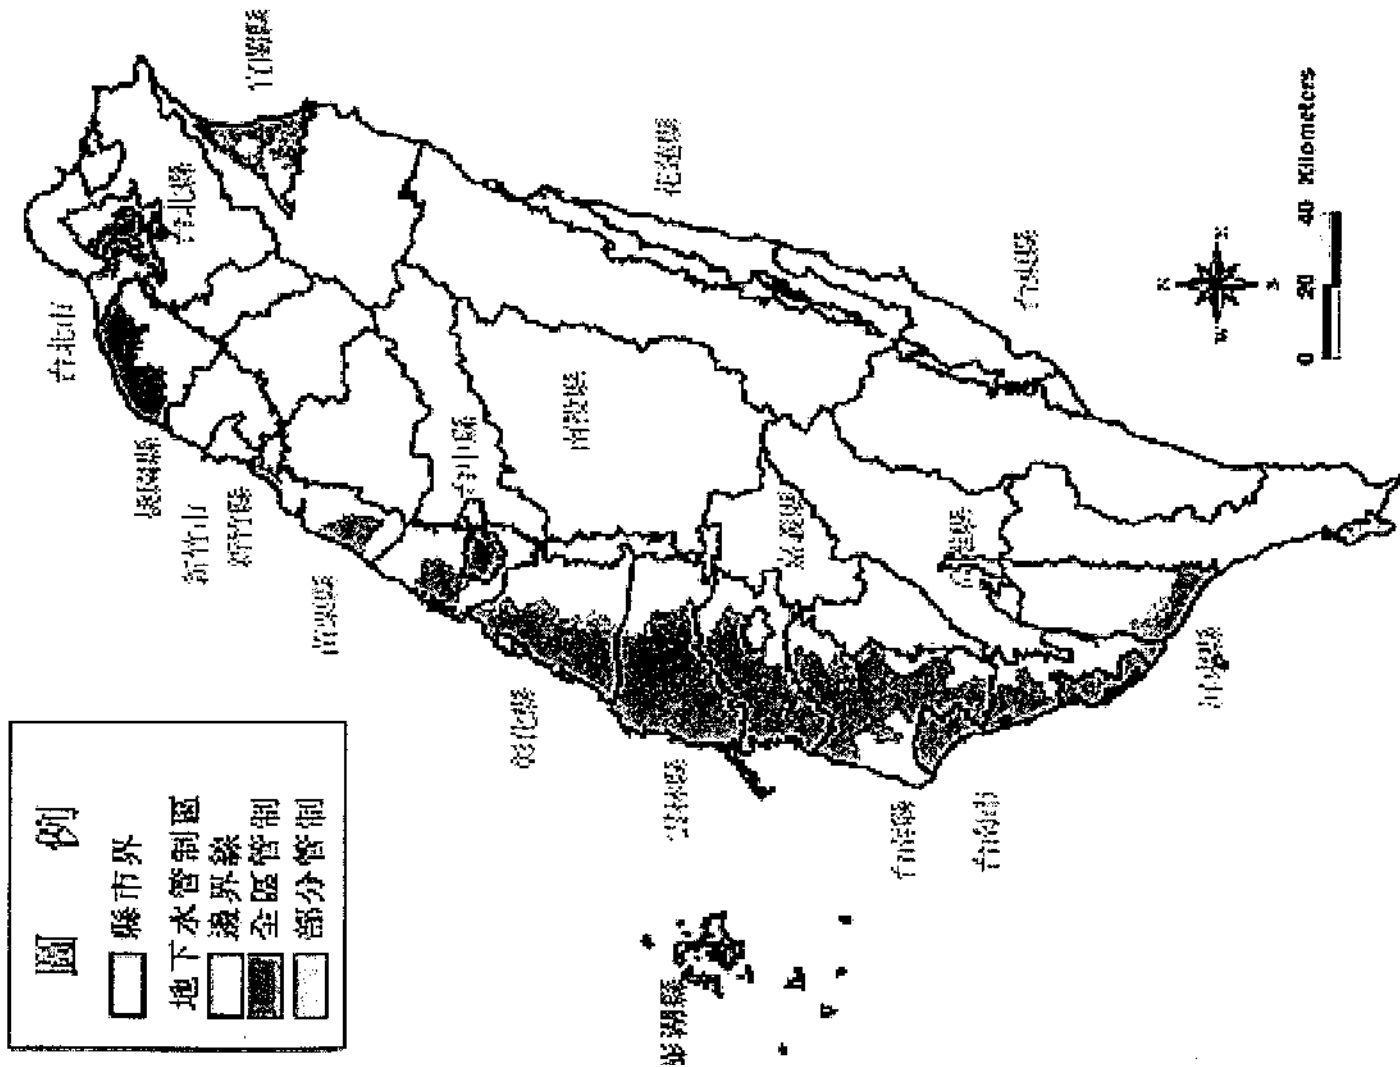 圖 例
縣市界
地下水管制區
邊界線
全區管制
部分管制
台北市
台北縣
宜蘭縣
桃園縣
新竹市
新竹縣
苗栗縣
台中縣
南投縣
花蓮縣
彰化縣
雲林縣
嘉義縣
台南縣
台南市
高雄縣
屏東縣
台東縣
澎湖縣
N
W
E
S
0 20 40 Kilometers